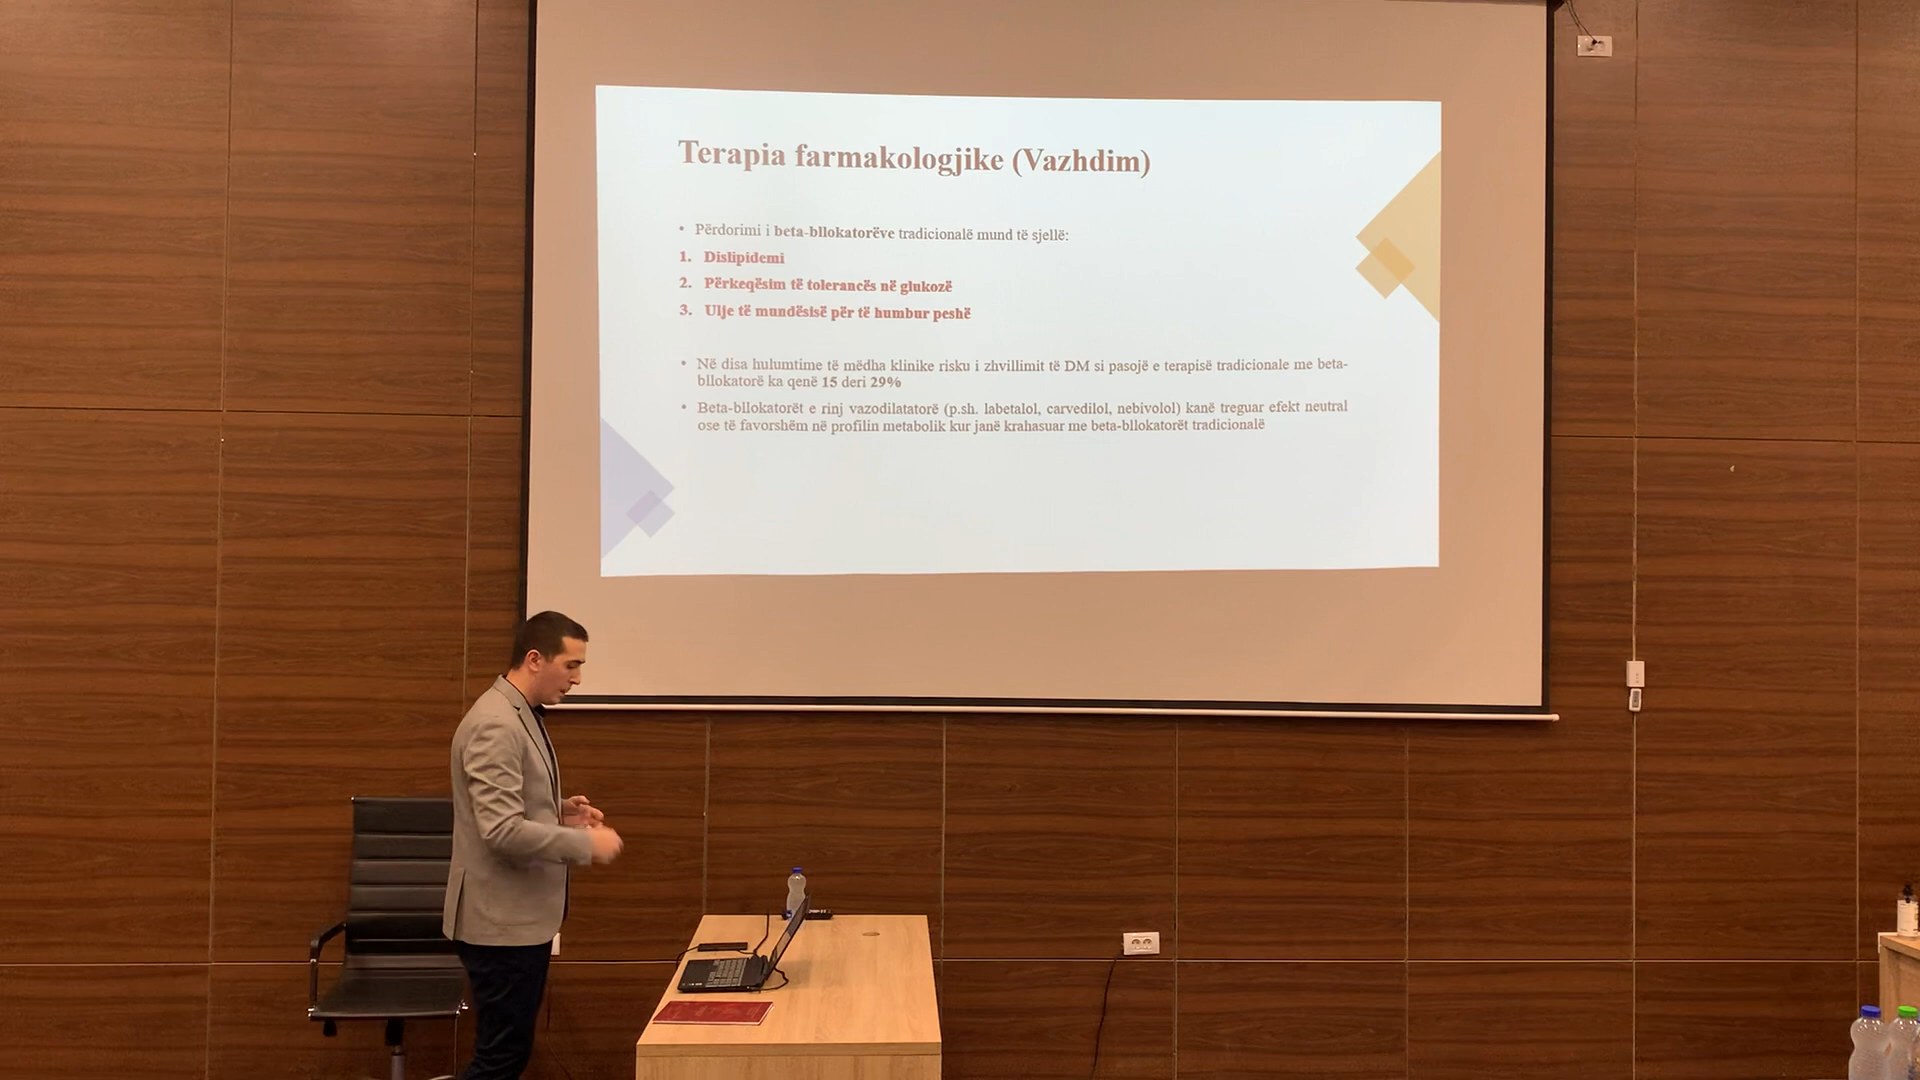 Terapia farmakologjike (Vazhdim)
• Përdorimi i beta-bllokatorëve tradicionalë mund të sjellë:
1. Dislipidemi
2. Përkeqësim të tolerancës në glukozë
3. Ulje të mundësisë për të humbur peshë
• Në disa hulumtime të mëdha klinike risku i zhvillimit të DM si pasojë e terapisë tradicionale me beta-
bllokatorë ka qenë 15 deri 29%
• Beta-bllokatorët e rinj vazodilatatorë (p.sh. labetalol, carvedilol, nebivolol) kanë treguar efekt neutral
ose të favorshëm në profilin metabolik kur janë krahasuar me beta-bllokatorët tradicionalë